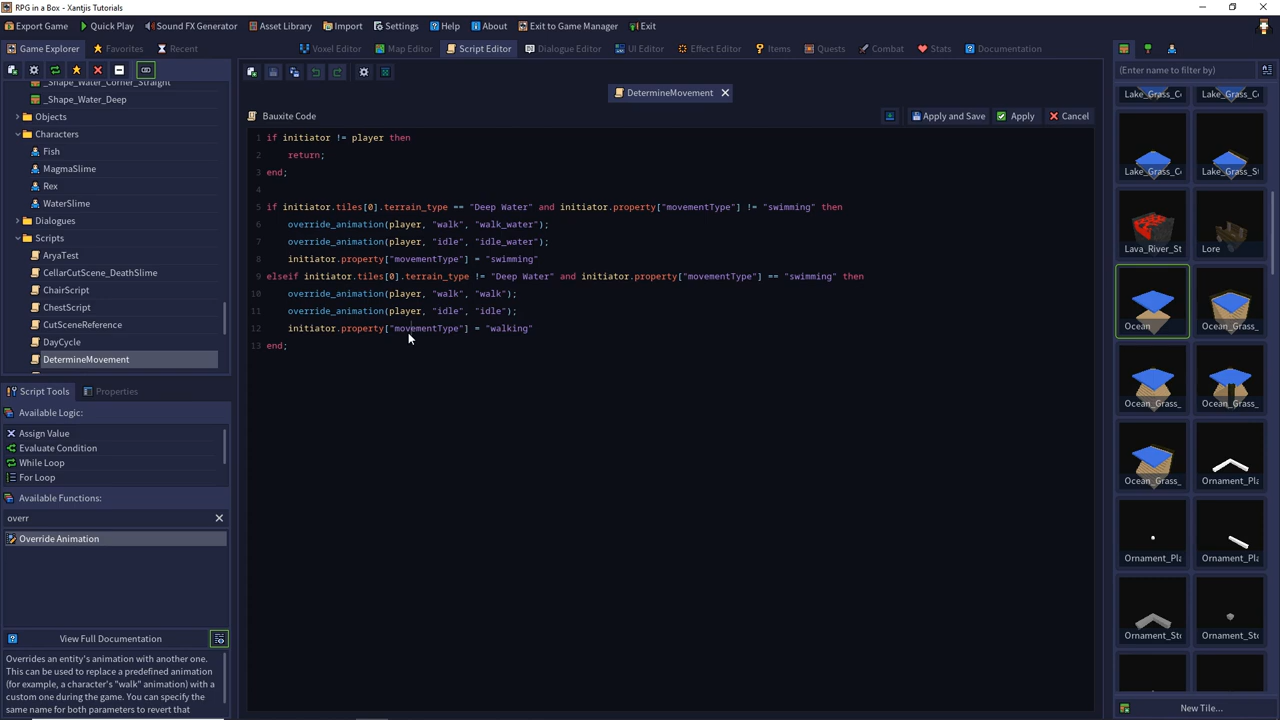 RPG in a Box — Xantjis Tutorials
Export Game
Quick Play
Sound FX Generator
Asset Library
Import
Settings
Help
About
Exit to Game Manager
Exit
Game Explorer
Favorites
Recent
Voxel Editor
Map Editor
Script Editor
Dialogue Editor
UI Editor
Effect Editor
Items
Quests
Combat
Stats
Documentation
_Shape_Water_Corner_Straight
_Shape_Water_Deep
Objects
Characters
Fish
MagmaSlime
Rex
WaterSlime
Dialogues
Scripts
AryaTest
CellarCutScene_DeathSlime
ChairScript
ChestScript
CutSceneReference
DayCycle
DetermineMovement
Script Tools
Properties
Available Logic:
Assign Value
Evaluate Condition
While Loop
For Loop
Available Functions:
overr
Override Animation
View Full Documentation
Overrides an entity's animation with another one.
This can be used to replace a predefined animation
(for example, a character's "walk" animation) with a
custom one during the game. You can specify the
same name for both parameters to revert that
DetermineMovement
Bauxite Code
Apply and Save
Apply
Cancel
1 if initiator != player then
2 return;
3 end;
4
5 if initiator.tiles[0].terrain_type == "Deep Water" and initiator.property["movementType"] != "swimming" then
6 override_animation(player, "walk", "walk_water");
7 override_animation(player, "idle", "idle_water");
8 initiator.property["movementType"] = "swimming"
9 elseif initiator.tiles[0].terrain_type != "Deep Water" and initiator.property["movementType"] == "swimming" then
10 override_animation(player, "walk", "walk");
11 override_animation(player, "idle", "idle");
12 initiator.property["movementType"] = "walking"
13 end;
(Enter name to filter by)
Lake_Grass_Co
Lake_Grass_Co
Lake_Grass_Co
Lake_Grass_St
Lava_River_St
Lore
Ocean
Ocean_Grass_
Ocean_Grass_
Ocean_Grass_
Ocean_Grass_
Ornament_Pla
Ornament_Pla
Ornament_Pla
Ornament_Sto
Ornament_Sto
New Tile...